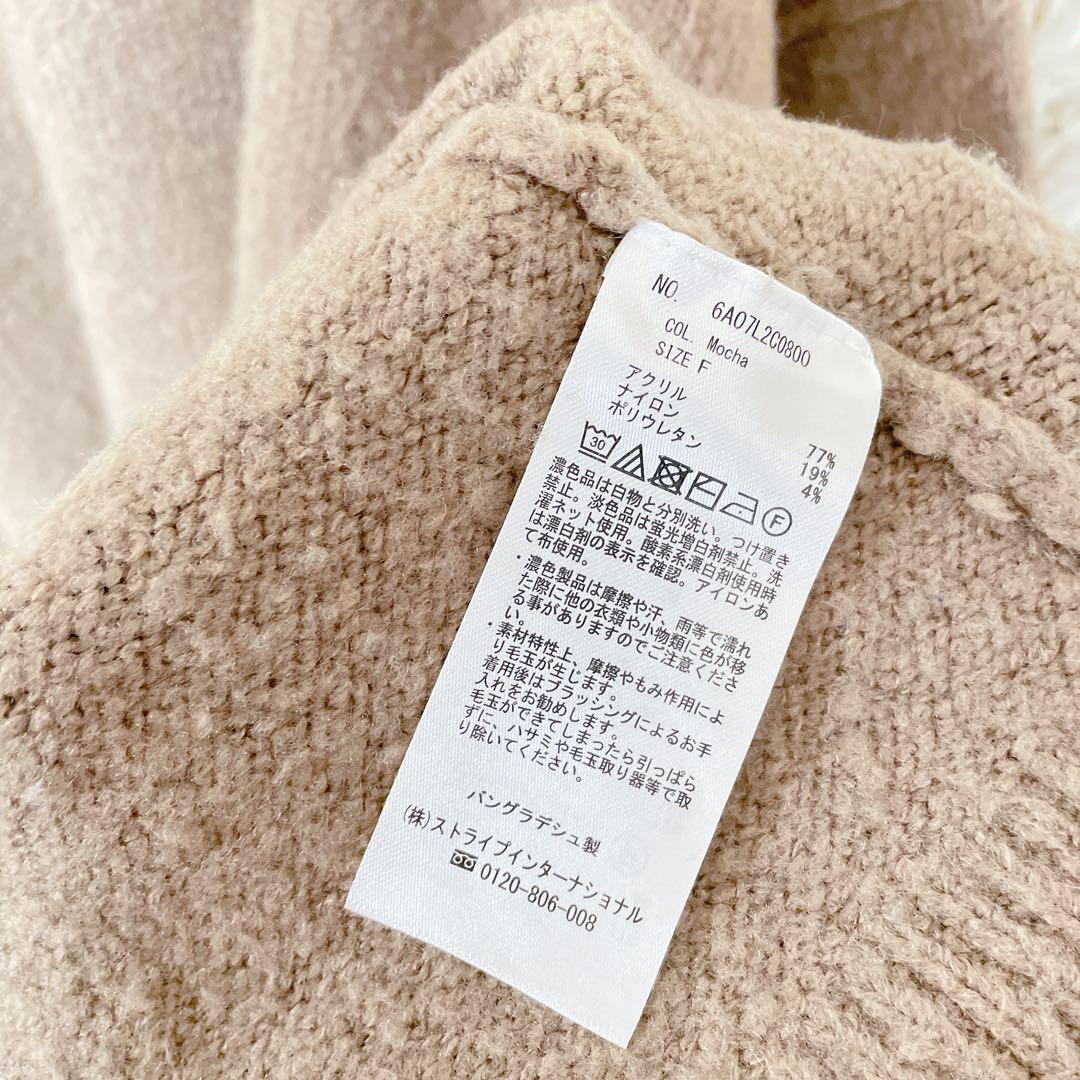 NO. 6A07L2C0800
COL. Mocha
SIZE F
アクリル 77%
ナイロン 19%
ポリウレタン 4%
30
F
濃色品は白物と分別洗い。つけ置き
禁止。淡色品は蛍光増白剤禁止。洗
濯ネット使用。酸素系漂白剤使用時
は漂白剤の表示を確認。アイロンあ
て布使用。
・濃色製品は摩擦や汗、雨等で濡れ
た際に他の衣類や小物類に色が移
る事がありますのでご注意くださ
い。
・素材特性上、摩擦やもみ作用によ
り毛玉が生じます。
着用後はブラッシングによるお手
入れをお勧めします。
毛玉ができてしまったら引っぱら
ずに、ハサミや毛玉取り器等で取
り除いてください。
バングラデシュ製
(株)ストライプインターナショナル
0120-806-008